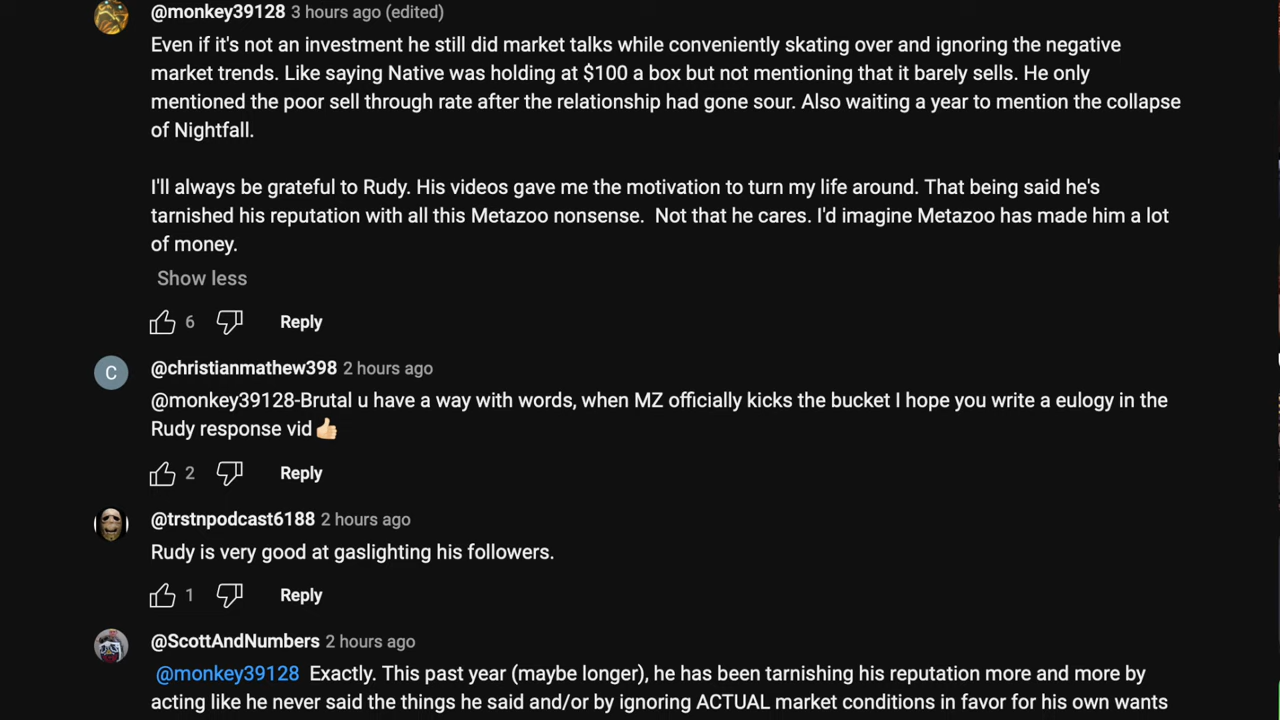 @monkey39128 3 hours ago (edited)
Even if it's not an investment he still did market talks while conveniently skating over and ignoring the negative
market trends. Like saying Native was holding at $100 a box but not mentioning that it barely sells. He only
mentioned the poor sell through rate after the relationship had gone sour. Also waiting a year to mention the collapse
of Nightfall.
I'll always be grateful to Rudy. His videos gave me the motivation to turn my life around. That being said he's
tarnished his reputation with all this Metazoo nonsense.  Not that he cares. I'd imagine Metazoo has made him a lot
of money.
Show less
6 Reply
C
@christianmathew398 2 hours ago
@monkey39128-Brutal u have a way with words, when MZ officially kicks the bucket I hope you write a eulogy in the
Rudy response vid👍🏻
2 Reply
@trstnpodcast6188 2 hours ago
Rudy is very good at gaslighting his followers.
1 Reply
@ScottAndNumbers 2 hours ago
@monkey39128 Exactly. This past year (maybe longer), he has been tarnishing his reputation more and more by
acting like he never said the things he said and/or by ignoring ACTUAL market conditions in favor for his own wants